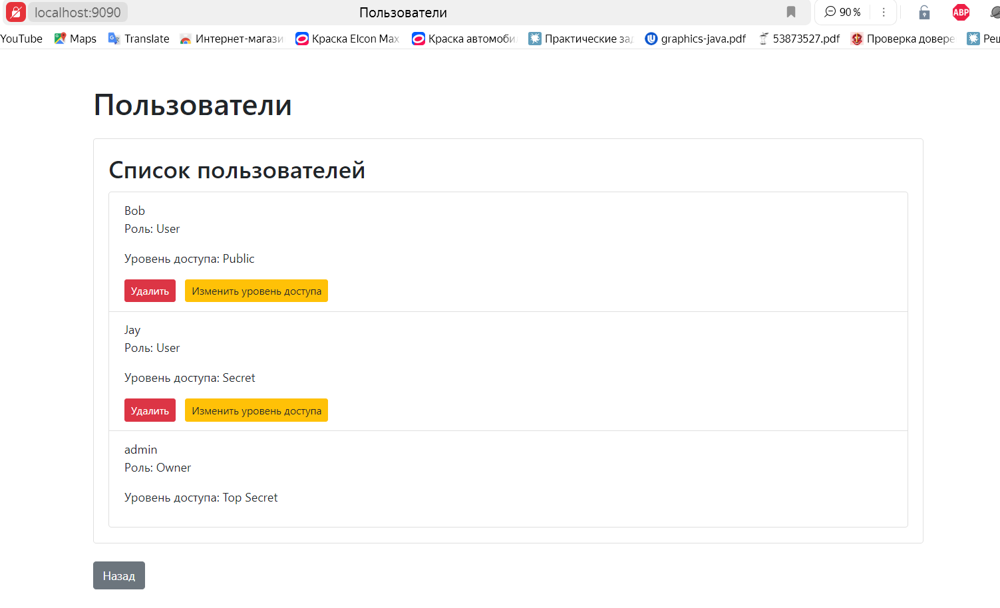 localhost:9090 Пользователи 90 % ABP
YouTube Maps Translate Интернет-магази Краска Elcon Max Краска автомоби Практические за graphics-java.pdf 53873527.pdf Проверка довере Реш
Пользователи
Список пользователей
Bob
Роль: User
Уровень доступа: Public
Удалить Изменить уровень доступа
Jay
Роль: User
Уровень доступа: Secret
Удалить Изменить уровень доступа
admin
Роль: Owner
Уровень доступа: Top Secret
Назад